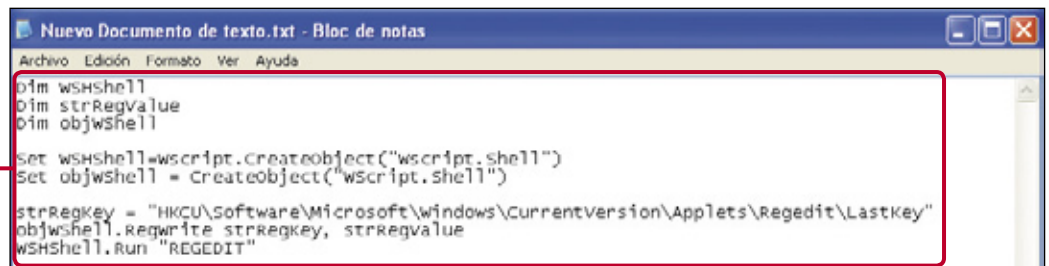 Nuevo Documento de texto.txt - Bloc de notas
Archivo Edición Formato Ver Ayuda
Dim WSHShell
Dim strRegValue
Dim objWShell
Set WSHShell=Wscript.CreateObject("Wscript.Shell")
Set objWShell = CreateObject("WScript.Shell")
strRegKey = "HKCU\Software\Microsoft\Windows\CurrentVersion\Applets\Regedit\LastKey"
objWShell.RegWrite strRegKey, strRegValue
WSHShell.Run "REGEDIT"